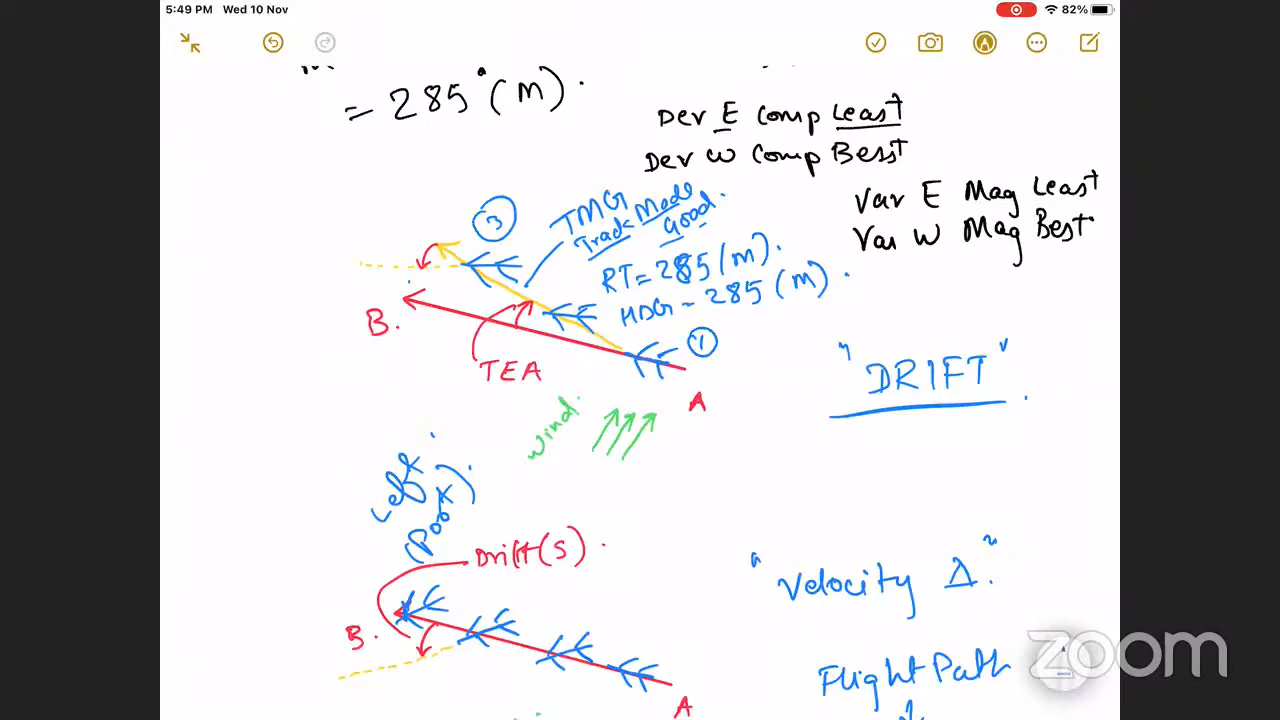 5:49 PM Wed 10 Nov
82%
= 285° (M).
Dev E Comp Least
Dev W Comp Besst
Var E Mag Least
Var W Mag Best
3
TMG
Track Made
Good.
RT = 285 (M).
HDG - 285 (M)
B.
TEA
1
A
wind
"DRIFT"
Left
Drift(S)
"Velocity Δ"
B.
A
Flight Path
zoom